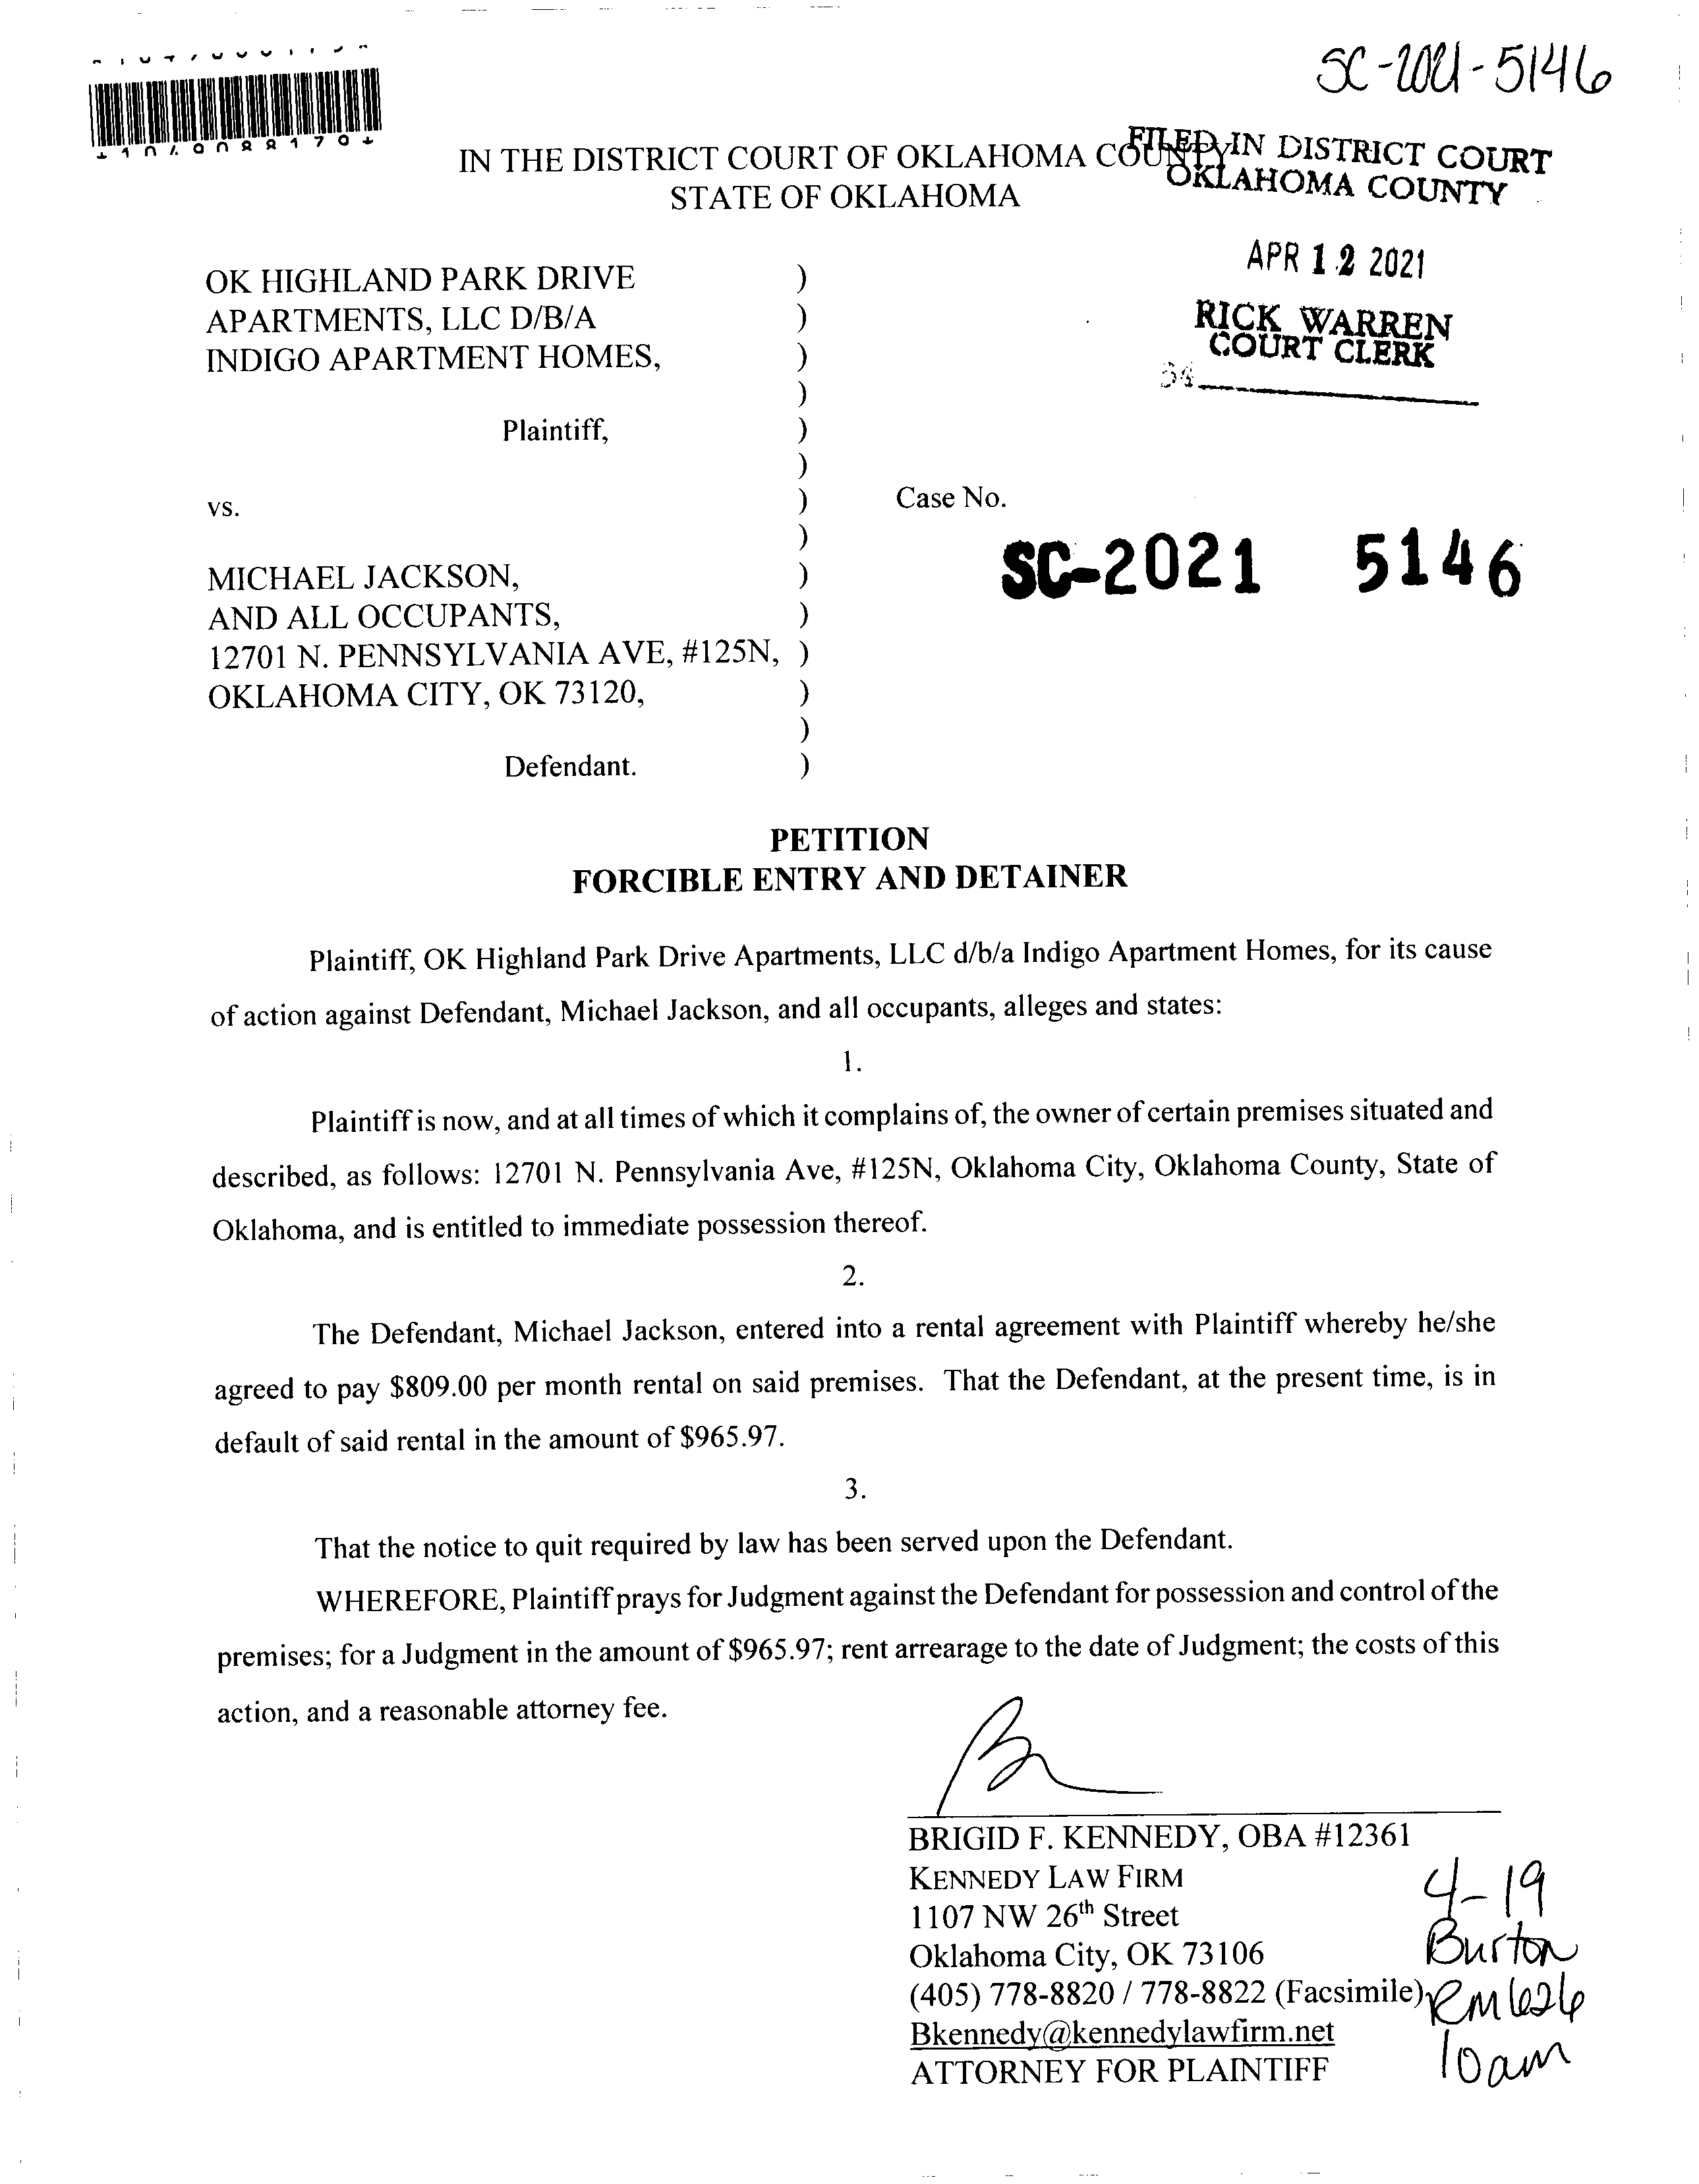 SC-2021-5146
IN THE DISTRICT COURT OF OKLAHOMA COUNTY
STATE OF OKLAHOMA
FILED IN DISTRICT COURT
OKLAHOMA COUNTY
APR 12 2021
RICK WARREN
COURT CLERK
OK HIGHLAND PARK DRIVE )
APARTMENTS, LLC D/B/A )
INDIGO APARTMENT HOMES, )
)
Plaintiff, )
)
vs. ) Case No.
)
SC-2021 5146
MICHAEL JACKSON, )
AND ALL OCCUPANTS, )
12701 N. PENNSYLVANIA AVE, #125N, )
OKLAHOMA CITY, OK 73120, )
)
Defendant. )
PETITION
FORCIBLE ENTRY AND DETAINER
Plaintiff, OK Highland Park Drive Apartments, LLC d/b/a Indigo Apartment Homes, for its cause
of action against Defendant, Michael Jackson, and all occupants, alleges and states:
1.
Plaintiff is now, and at all times of which it complains of, the owner of certain premises situated and
described, as follows: 12701 N. Pennsylvania Ave, #125N, Oklahoma City, Oklahoma County, State of
Oklahoma, and is entitled to immediate possession thereof.
2.
The Defendant, Michael Jackson, entered into a rental agreement with Plaintiff whereby he/she
agreed to pay $809.00 per month rental on said premises. That the Defendant, at the present time, is in
default of said rental in the amount of $965.97.
3.
That the notice to quit required by law has been served upon the Defendant.
WHEREFORE, Plaintiff prays for Judgment against the Defendant for possession and control of the
premises; for a Judgment in the amount of $965.97; rent arrearage to the date of Judgment; the costs of this
action, and a reasonable attorney fee.
BRIGID F. KENNEDY, OBA #12361
KENNEDY LAW FIRM
1107 NW 26th Street
Oklahoma City, OK 73106
(405) 778-8820 / 778-8822 (Facsimile)
Bkennedy@kennedylawfirm.net
ATTORNEY FOR PLAINTIFF
4-19
Burton
RM 626
10am